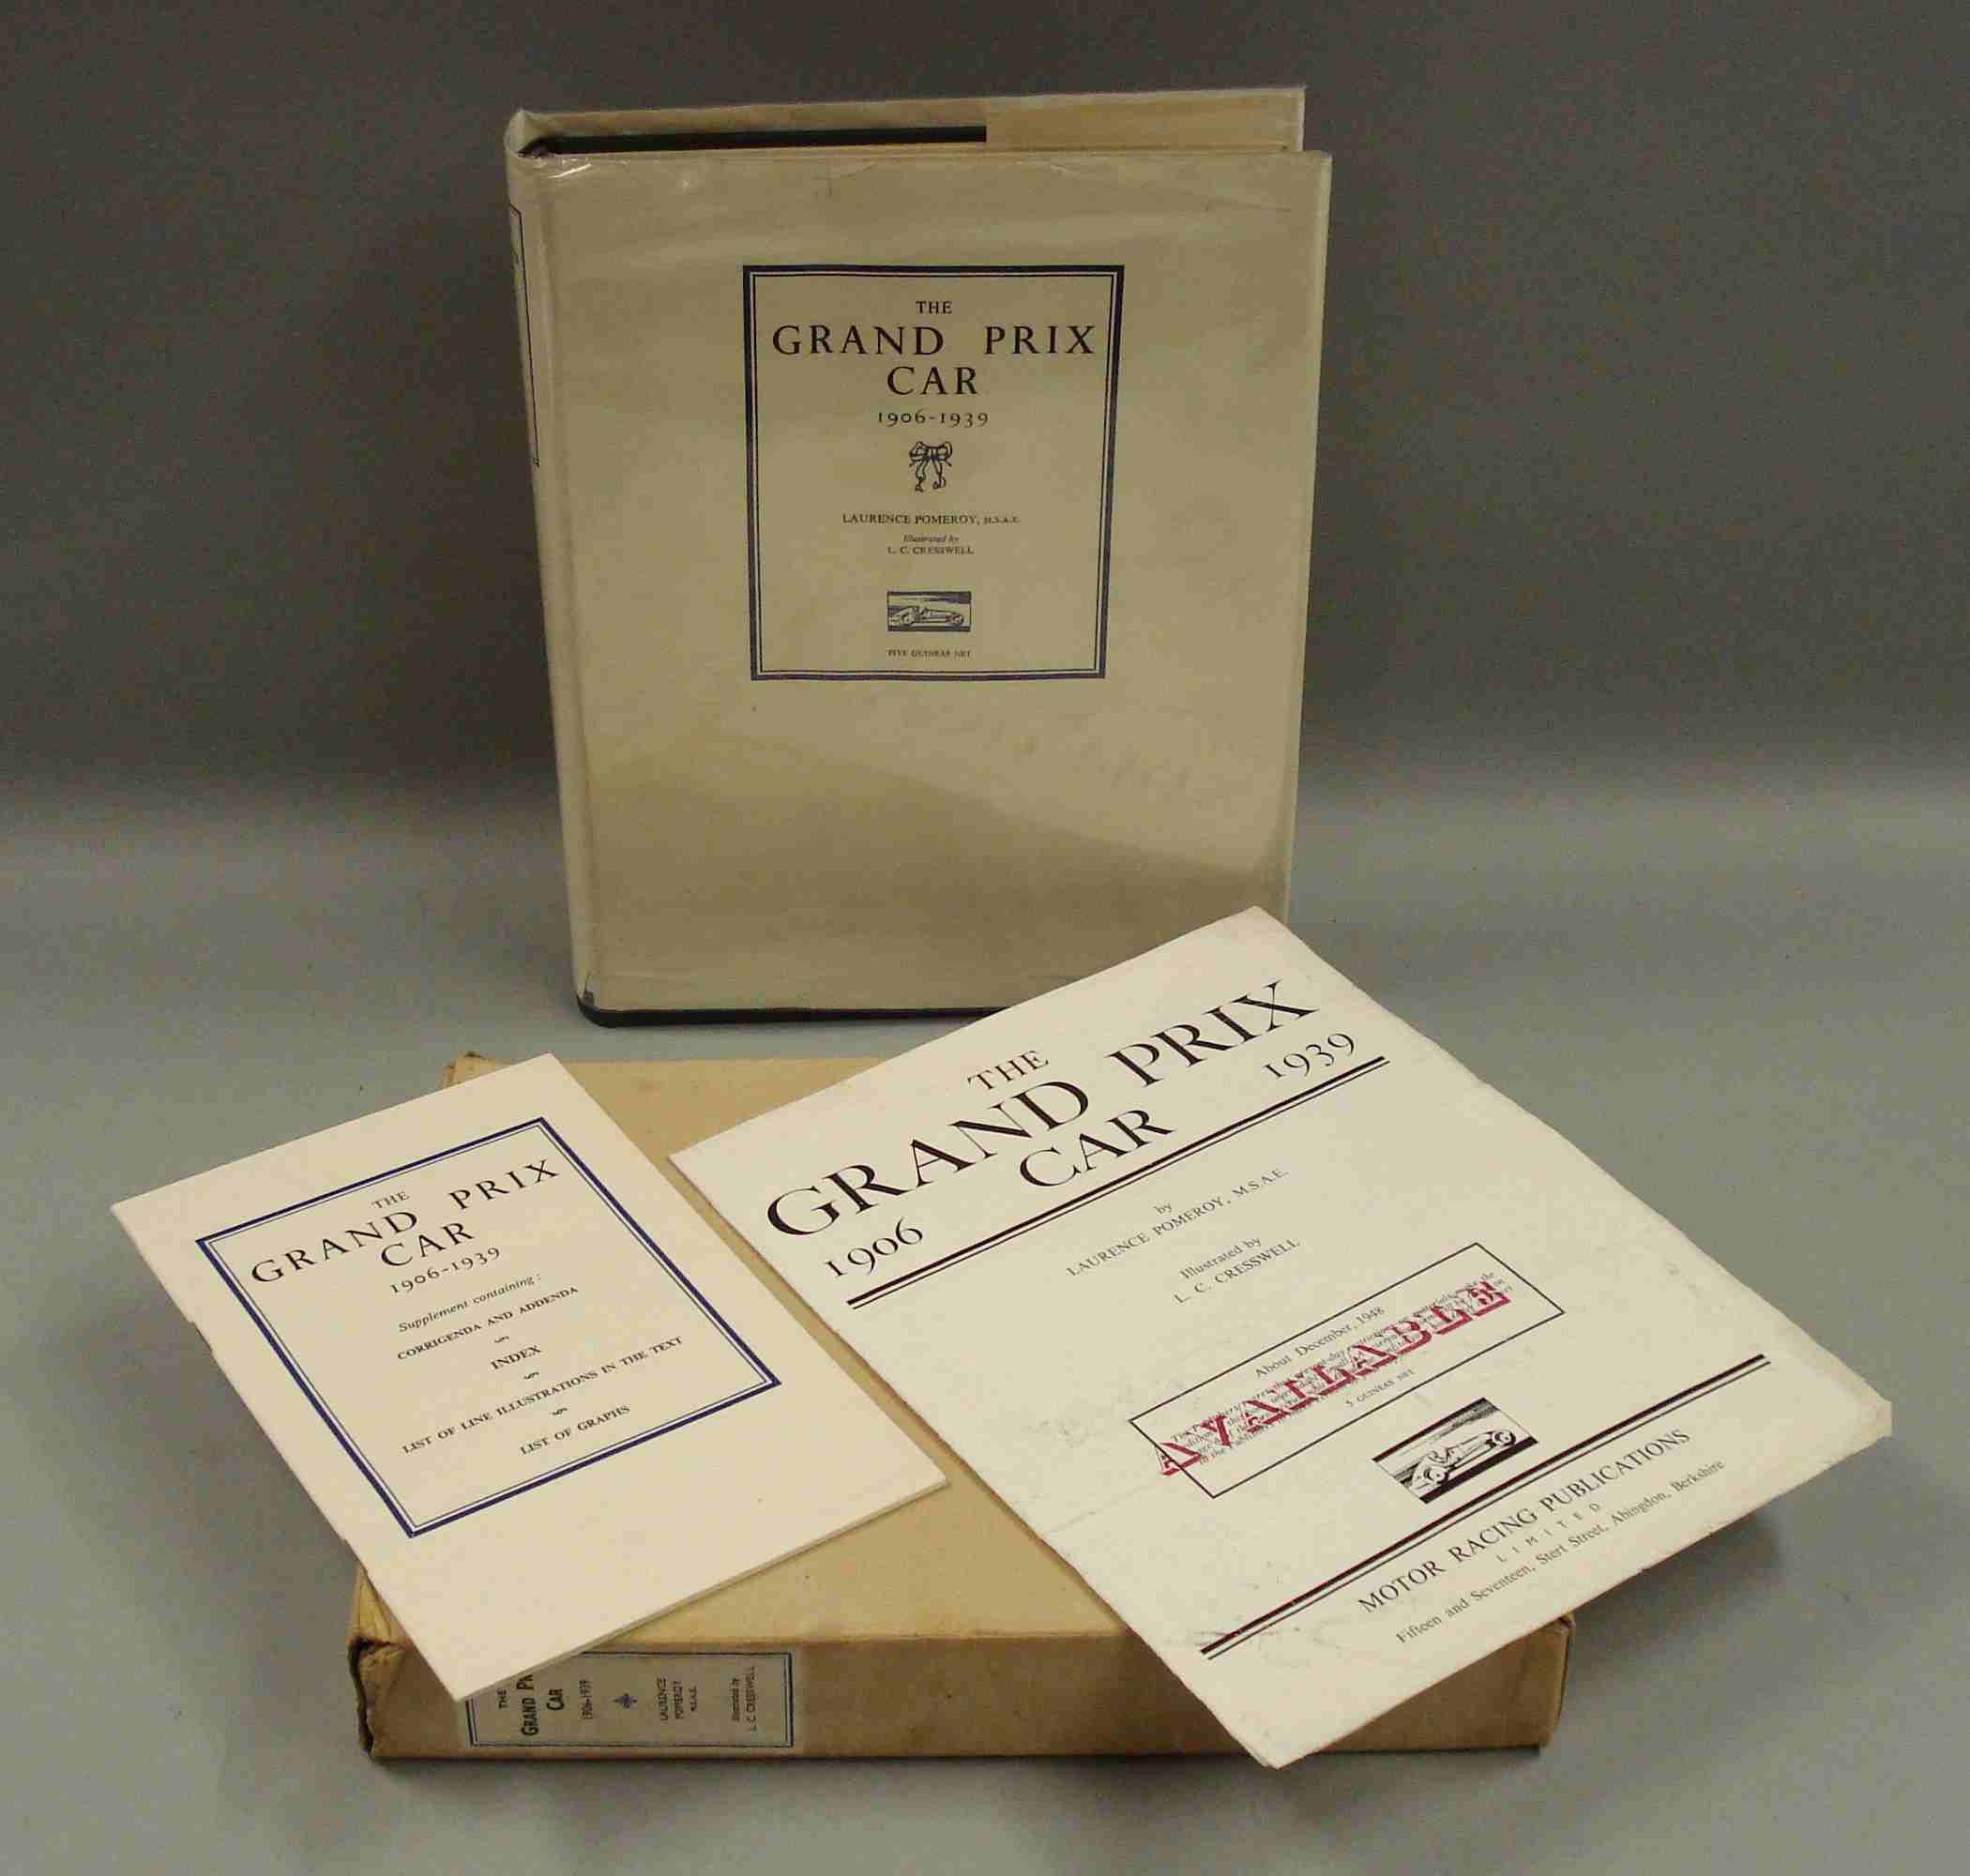 THE
GRAND PRIX
CAR
1906-1939
LAURENCE POMEROY, M.S.A.E.
Illustrated by
L. C. CRESSWELL
FIVE GUINEAS NET
THE
GRAND PRIX
CAR
1906-1939
Supplement containing:
CORRIGENDA AND ADDENDA
INDEX
LIST OF LINE ILLUSTRATIONS IN THE TEXT
LIST OF GRAPHS
THE
GRAND PRIX
CAR
1906 1939
by
LAURENCE POMEROY, M.S.A.E.
Illustrated by
L. C. CRESSWELL
About December, 1948
AVAILABLE
5 GUINEAS NET
MOTOR RACING PUBLICATIONS
LIMITED
Fifteen and Seventeen, Stert Street, Abingdon, Berkshire
THE
GRAND PR
CAR
1906-1939
LAURENCE
POMEROY
M.S.A.E.
Illustrated by
L. C. CRESSWELL